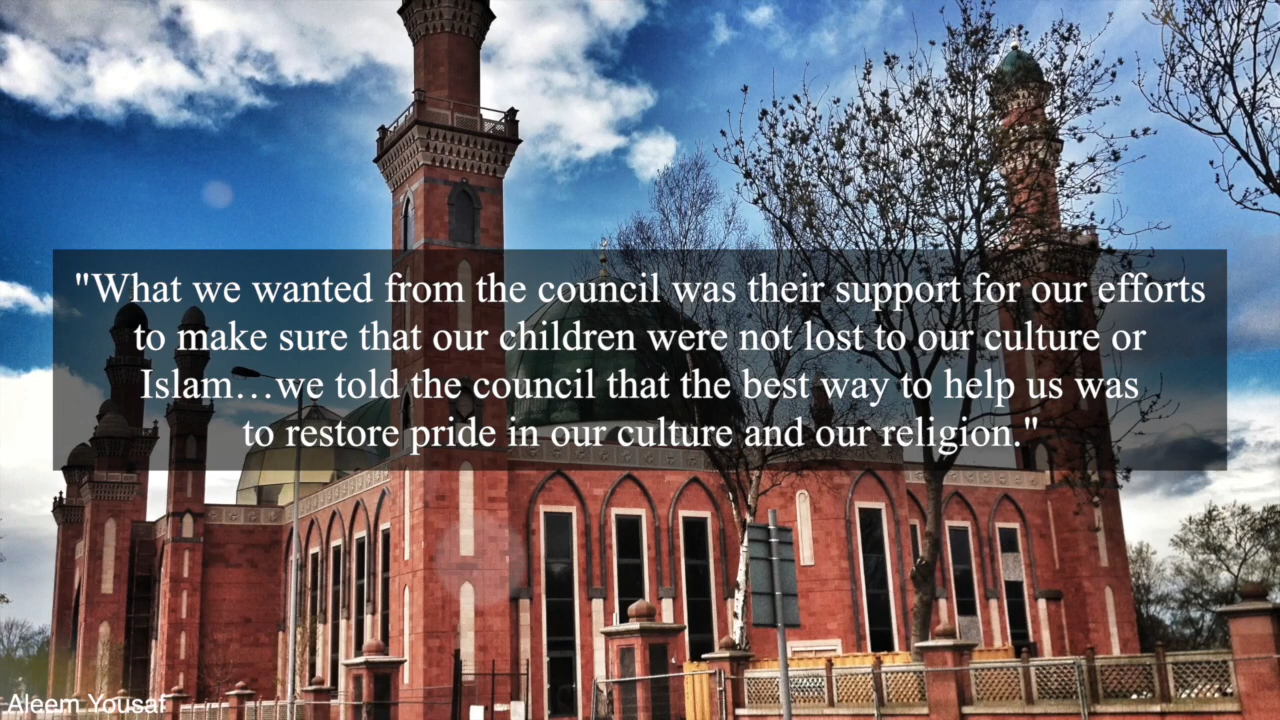 "What we wanted from the council was their support for our efforts
to make sure that our children were not lost to our culture or
Islam…we told the council that the best way to help us was
to restore pride in our culture and our religion."
Aleem Yousaf